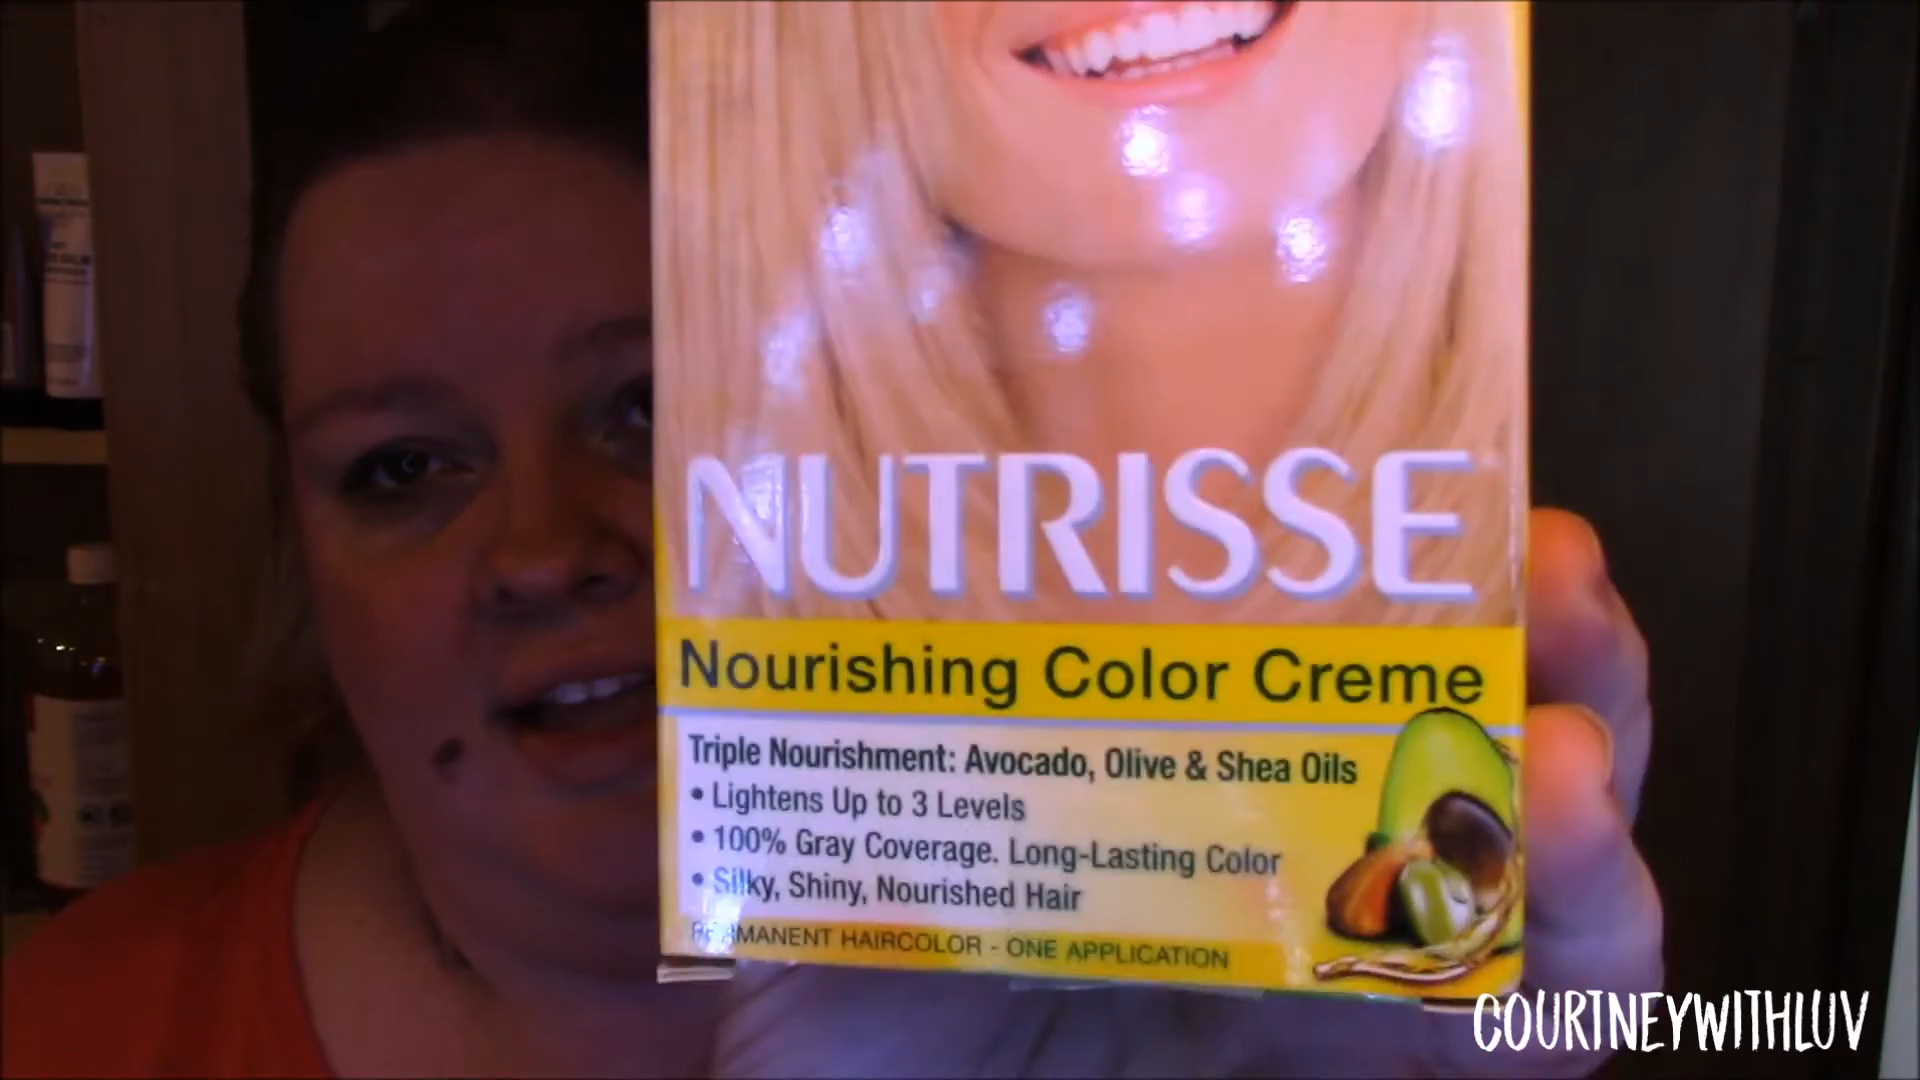 NUTRISSE
Nourishing Color Creme
Triple Nourishment: Avocado, Olive & Shea Oils
• Lightens Up to 3 Levels
• 100% Gray Coverage. Long-Lasting Color
• Silky, Shiny, Nourished Hair
PERMANENT HAIRCOLOR - ONE APPLICATION
COURTNEYWITHLUV